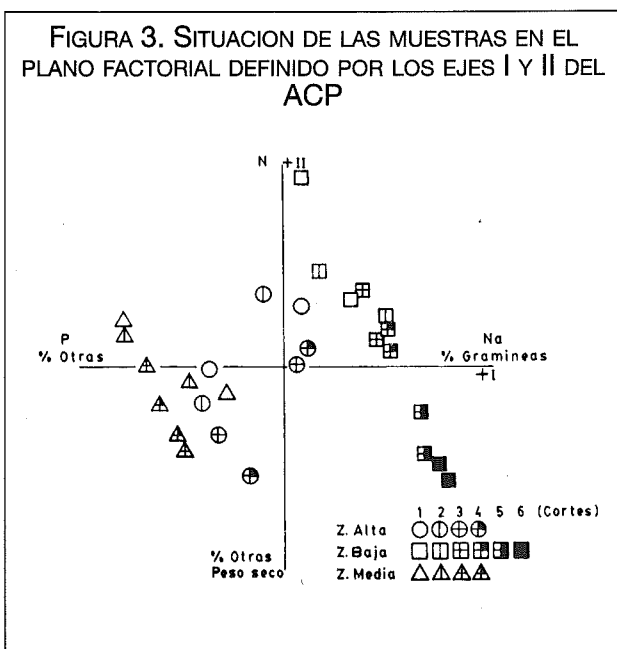 FIGURA 3. SITUACION DE LAS MUESTRAS EN EL
PLANO FACTORIAL DEFINIDO POR LOS EJES I Y II DEL
ACP
N +II
P Na
% Otras % Gramineas
+I
1 2 3 4 5 6 (Cortes)
Z. Alta
% Otras Z. Baja
Peso seco Z. Media